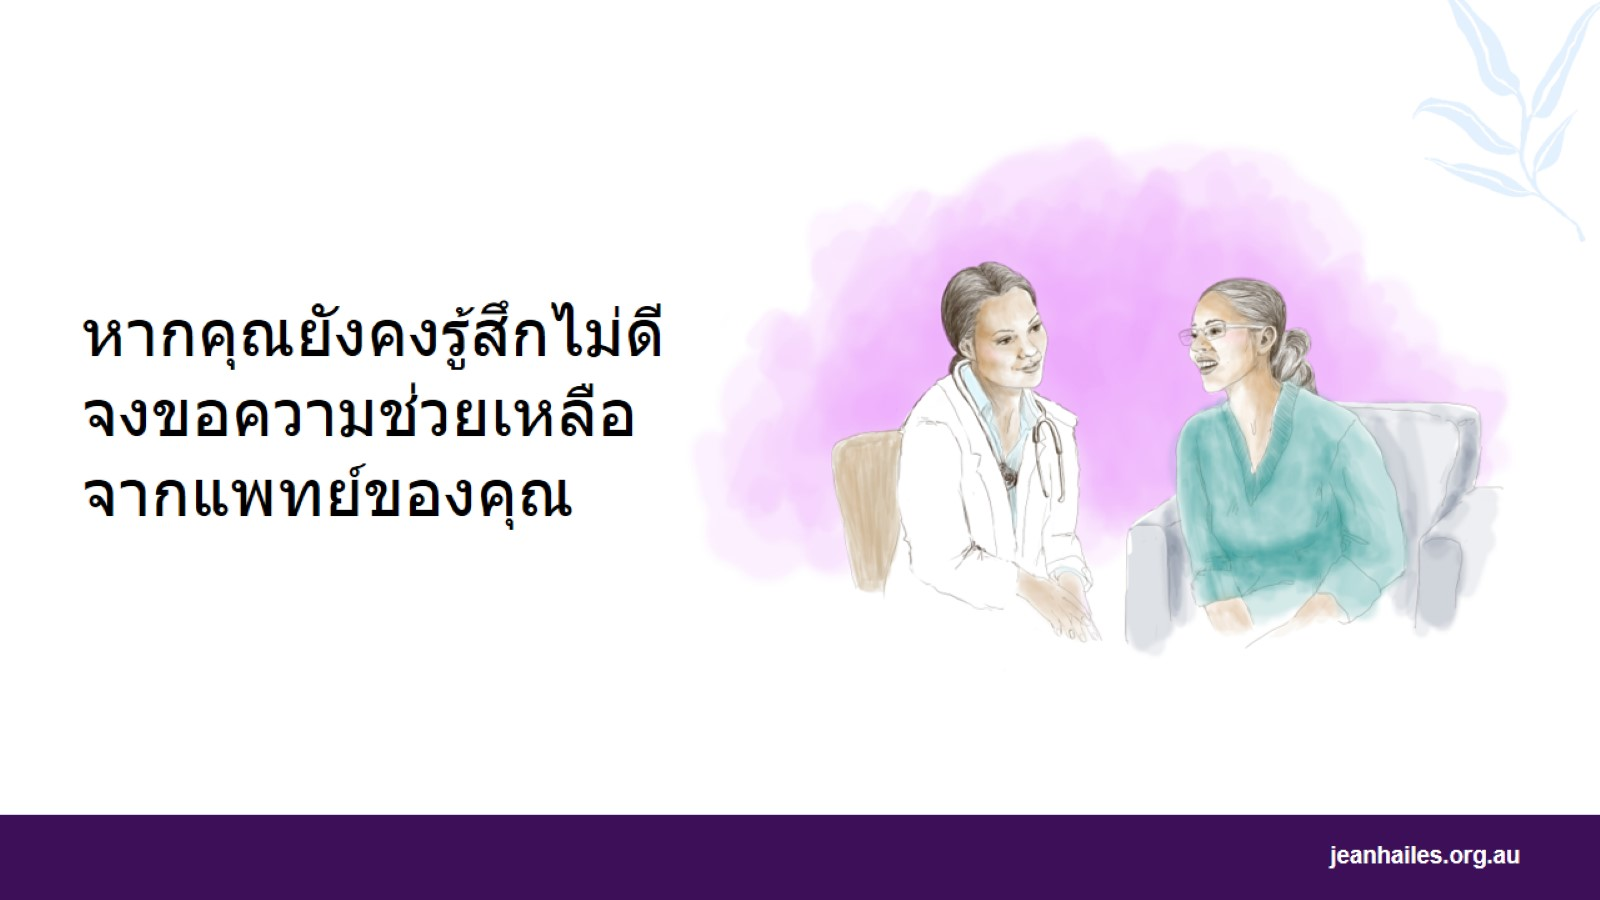 หากคุณยังคงรู้สึกไม่ดี
จงขอความช่วยเหลือ
จากแพทย์ของคุณ
jeanhailes.org.au